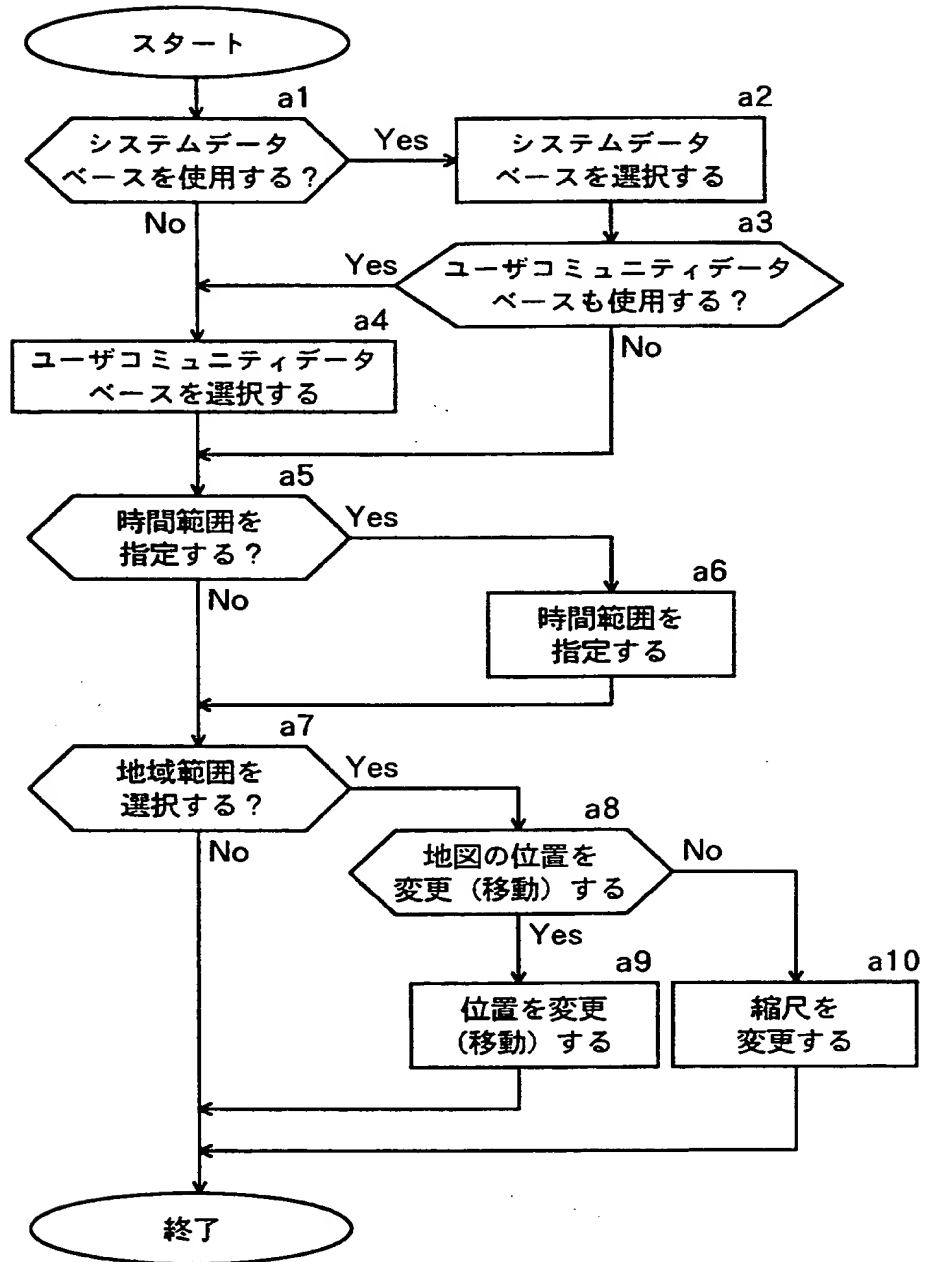 スタート
a1
システムデータ
ベースを使用する?
Yes
a2
システムデータ
ベースを選択する
No
a3
ユーザコミュニティデータ
ベースも使用する?
Yes
No
a4
ユーザコミュニティデータ
ベースを選択する
a5
時間範囲を
指定する?
Yes
No
a6
時間範囲を
指定する
a7
地域範囲を
選択する?
Yes
No
a8
地図の位置を
変更(移動)する
No
Yes
a9
位置を変更
(移動)する
a10
縮尺を
変更する
終了